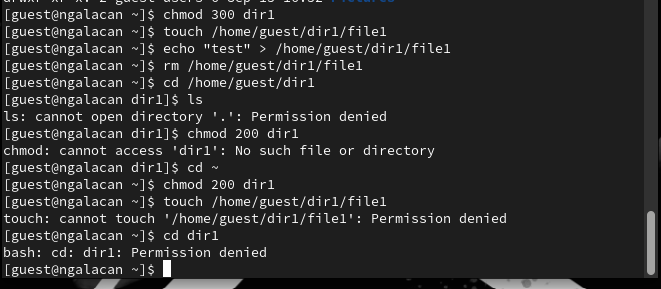 [guest@ngalacan ~]$ chmod 300 dir1
[guest@ngalacan ~]$ touch /home/guest/dir1/file1
[guest@ngalacan ~]$ echo "test" > /home/guest/dir1/file1
[guest@ngalacan ~]$ rm /home/guest/dir1/file1
[guest@ngalacan ~]$ cd /home/guest/dir1
[guest@ngalacan dir1]$ ls
ls: cannot open directory '.': Permission denied
[guest@ngalacan dir1]$ chmod 200 dir1
chmod: cannot access 'dir1': No such file or directory
[guest@ngalacan dir1]$ cd ~
[guest@ngalacan ~]$ chmod 200 dir1
[guest@ngalacan ~]$ touch /home/guest/dir1/file1
touch: cannot touch '/home/guest/dir1/file1': Permission denied
[guest@ngalacan ~]$ cd dir1
bash: cd: dir1: Permission denied
[guest@ngalacan ~]$